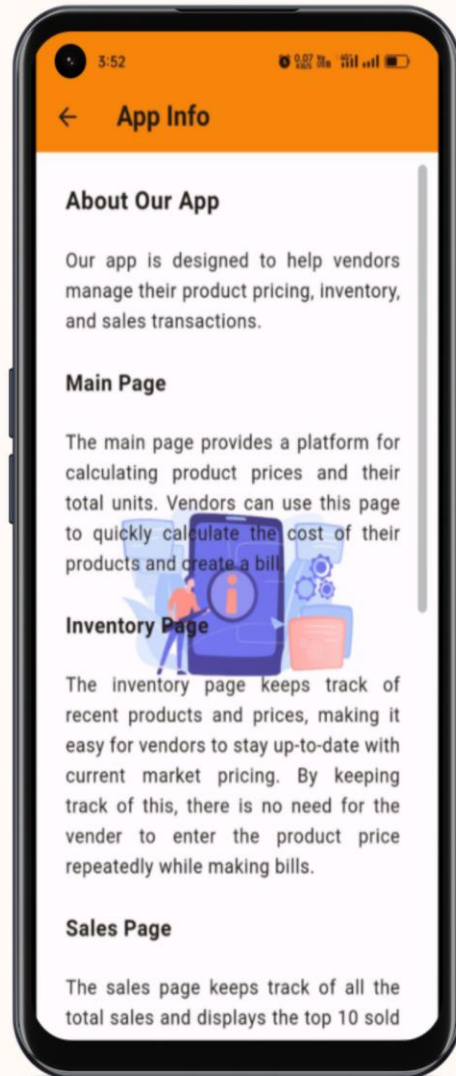 3:52
0.07
KB/S
App Info
About Our App
Our app is designed to help vendors
manage their product pricing, inventory,
and sales transactions.
Main Page
The main page provides a platform for
calculating product prices and their
total units. Vendors can use this page
to quickly calculate the cost of their
products and create a bill.
Inventory Page
The inventory page keeps track of
recent products and prices, making it
easy for vendors to stay up-to-date with
current market pricing. By keeping
track of this, there is no need for the
vender to enter the product price
repeatedly while making bills.
Sales Page
The sales page keeps track of all the
total sales and displays the top 10 sold